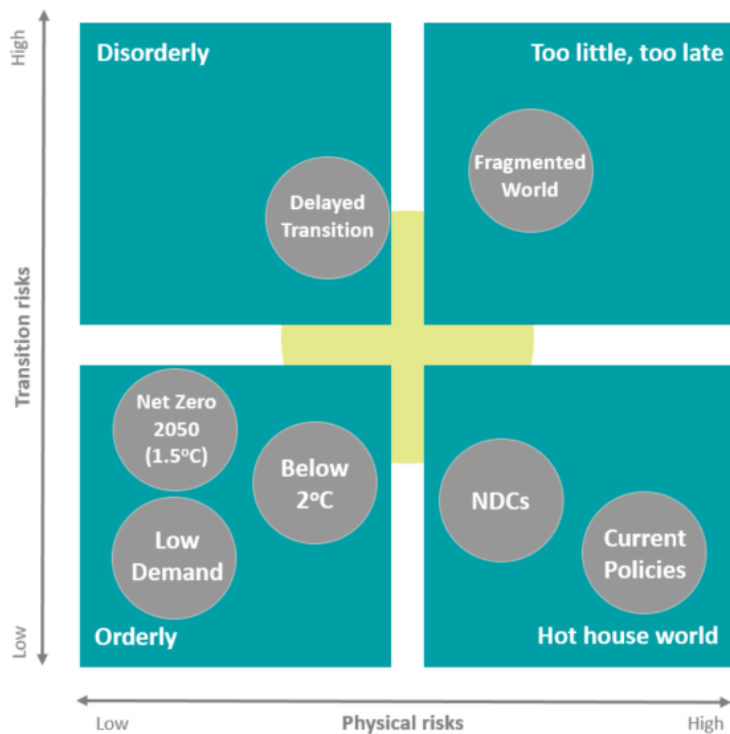 High
Disorderly
Too little, too late
Fragmented
World
Delayed
Transition
Transition risks
Net Zero
2050
(1.5°C)
Below
2°C
NDCs
Low
Demand
Current
Policies
Orderly
Hot house world
Low
Low
Physical risks
High